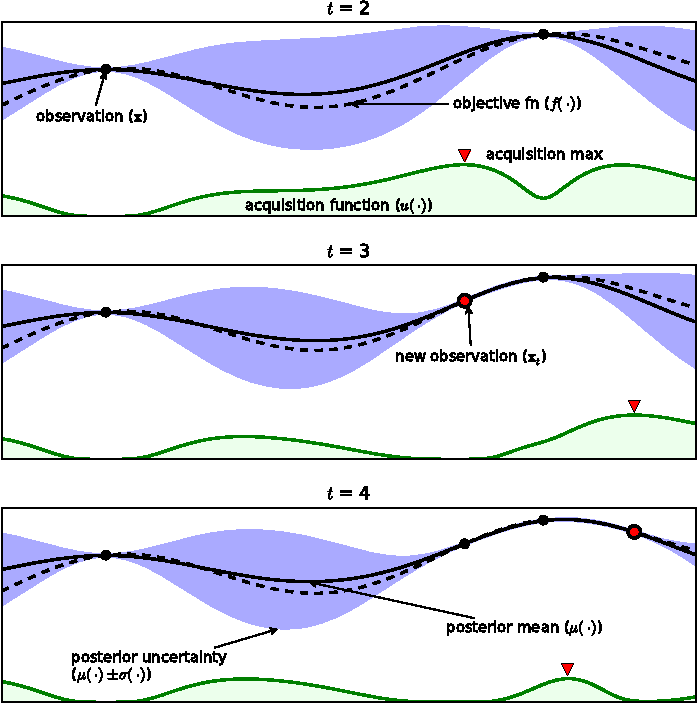 t = 2
observation (x)
objective fn (f(·))
acquisition max
acquisition function (u(·))
t = 3
new observation (xₜ)
t = 4
posterior mean (μ(·))
posterior uncertainty
(μ(·) ±σ(·))